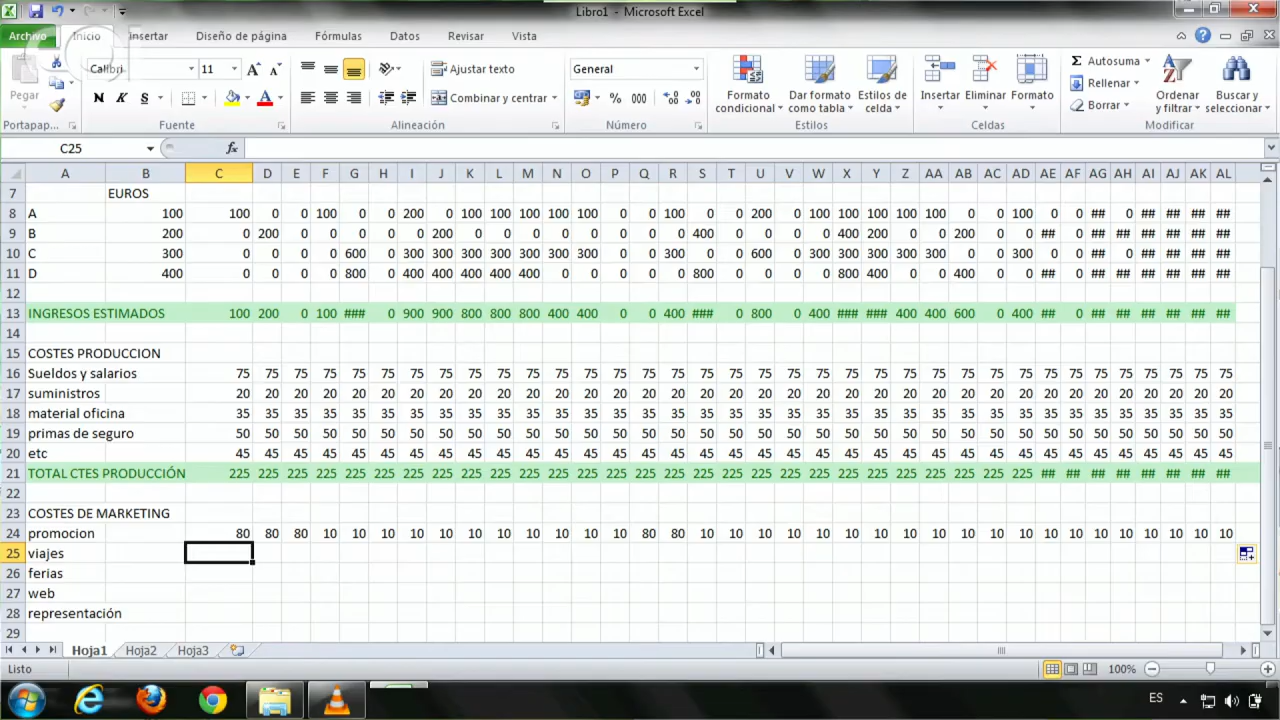 Libro1 - Microsoft Excel
Archivo Inicio Insertar Diseño de página Fórmulas Datos Revisar Vista
Pegar
Calibri 11
Ajustar texto
General
N K S
Combinar y centrar
% 000
Formato condicional
Dar formato como tabla
Estilos de celda
Insertar Eliminar Formato
Σ Autosuma
Rellenar
Borrar
Ordenar y filtrar
Buscar y seleccionar
Portapap... Fuente Alineación Número Estilos Celdas Modificar
C25 fx
A B C D E F G H I J K L M N O P Q R S T U V W X Y Z AA AB AC AD AE AF AG AH AI AJ AK AL
7 EUROS
8 A 100 100 0 0 100 0 0 200 0 100 100 100 100 100 0 0 100 0 0 200 0 100 100 100 100 100 0 0 100 0 0 ## 0 ## ## ## ##
9 B 200 0 200 0 0 0 0 0 200 0 0 0 0 0 0 0 0 400 0 0 0 0 400 200 0 0 200 0 0 ## 0 ## ## ## ## ## ##
10 C 300 0 0 0 0 600 0 300 300 300 300 300 300 300 0 0 300 0 0 600 0 300 300 300 300 300 0 0 300 0 0 ## 0 ## ## ## ##
11 D 400 0 0 0 0 800 0 400 400 400 400 400 0 0 0 0 0 800 0 0 0 0 800 400 0 0 400 0 0 ## 0 ## ## ## ## ## ##
12
13 INGRESOS ESTIMADOS 100 200 0 100 ### 0 900 900 800 800 800 400 400 0 0 400 ### 0 800 0 400 ### ### 400 400 600 0 400 ## 0 ## ## ## ## ## ##
14
15 COSTES PRODUCCION
16 Sueldos y salarios 75 75 75 75 75 75 75 75 75 75 75 75 75 75 75 75 75 75 75 75 75 75 75 75 75 75 75 75 75 75 75 75 75 75 75 75
17 suministros 20 20 20 20 20 20 20 20 20 20 20 20 20 20 20 20 20 20 20 20 20 20 20 20 20 20 20 20 20 20 20 20 20 20 20 20
18 material oficina 35 35 35 35 35 35 35 35 35 35 35 35 35 35 35 35 35 35 35 35 35 35 35 35 35 35 35 35 35 35 35 35 35 35 35 35
19 primas de seguro 50 50 50 50 50 50 50 50 50 50 50 50 50 50 50 50 50 50 50 50 50 50 50 50 50 50 50 50 50 50 50 50 50 50 50 50
20 etc 45 45 45 45 45 45 45 45 45 45 45 45 45 45 45 45 45 45 45 45 45 45 45 45 45 45 45 45 45 45 45 45 45 45 45 45
21 TOTAL CTES PRODUCCIÓN 225 225 225 225 225 225 225 225 225 225 225 225 225 225 225 225 225 225 225 225 225 225 225 225 225 225 225 225 ## ## ## ## ## ## ## ##
22
23 COSTES DE MARKETING
24 promocion 80 80 80 10 10 10 10 10 10 10 10 10 10 10 80 80 10 10 10 10 10 10 10 10 10 10 10 10 10 10 10 10 10 10 10 10
25 viajes
26 ferias
27 web
28 representación
29
Hoja1 Hoja2 Hoja3
Listo 100%
ES